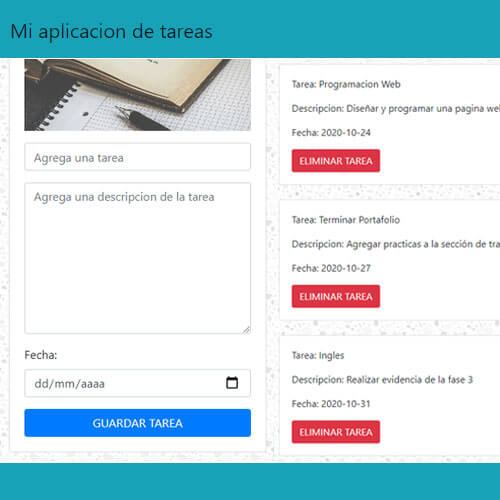 Mi aplicacion de tareas
Agrega una tarea
Agrega una descripcion de la tarea
Fecha:
dd/mm/aaaa
GUARDAR TAREA
Tarea: Programacion Web
Descripcion: Diseñar y programar una pagina
Fecha: 2020-10-24
ELIMINAR TAREA
Tarea: Terminar Portafolio
Descripcion: Agregar practicas a la sección de
Fecha: 2020-10-27
ELIMINAR TAREA
Tarea: Ingles
Descripcion: Realizar evidencia de la fase 3
Fecha: 2020-10-31
ELIMINAR TAREA